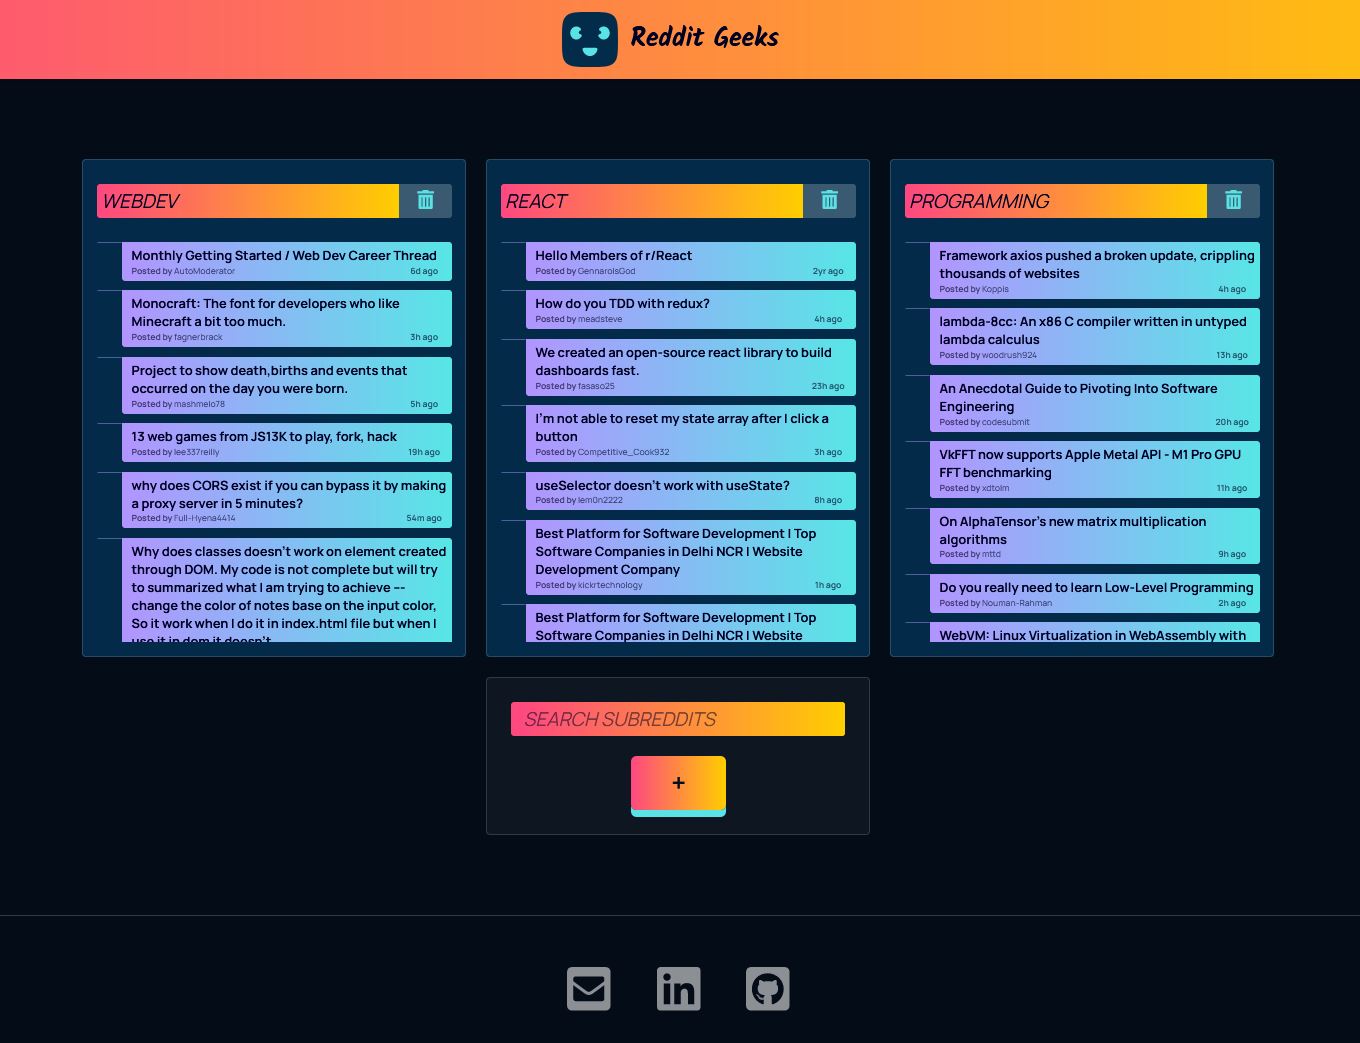 Reddit Geeks
WEBDEV
Monthly Getting Started / Web Dev Career Thread
Posted by AutoModerator 6d ago
Monocraft: The font for developers who like
Minecraft a bit too much.
Posted by fagnerbrack 3h ago
Project to show death,births and events that
occurred on the day you were born.
Posted by mashmelo78 5h ago
13 web games from JS13K to play, fork, hack
Posted by lee337reilly 19h ago
why does CORS exist if you can bypass it by making
a proxy server in 5 minutes?
Posted by Full-Hyena4414 54m ago
Why does classes doesn't work on element created
through DOM. My code is not complete but will try
to summarized what I am trying to achieve —-
change the color of notes base on the input color,
So it work when I do it in index.html file but when I
use it in dom it doesn't
REACT
Hello Members of r/React
Posted by GennaroIsGod 2yr ago
How do you TDD with redux?
Posted by meadsteve 4h ago
We created an open-source react library to build
dashboards fast.
Posted by fasaso25 23h ago
I'm not able to reset my state array after I click a
button
Posted by Competitive_Cook932 3h ago
useSelector doesn't work with useState?
Posted by lem0n2222 8h ago
Best Platform for Software Development | Top
Software Companies in Delhi NCR | Website
Development Company
Posted by kickrtechnology 1h ago
Best Platform for Software Development | Top
Software Companies in Delhi NCR | Website
PROGRAMMING
Framework axios pushed a broken update, crippling
thousands of websites
Posted by Koppis 4h ago
lambda-8cc: An x86 C compiler written in untyped
lambda calculus
Posted by woodrush924 13h ago
An Anecdotal Guide to Pivoting Into Software
Engineering
Posted by codesubmit 20h ago
VkFFT now supports Apple Metal API - M1 Pro GPU
FFT benchmarking
Posted by xdtolm 11h ago
On AlphaTensor's new matrix multiplication
algorithms
Posted by mttd 9h ago
Do you really need to learn Low-Level Programming
Posted by Nouman-Rahman 2h ago
WebVM: Linux Virtualization in WebAssembly with
SEARCH SUBREDDITS
+
in